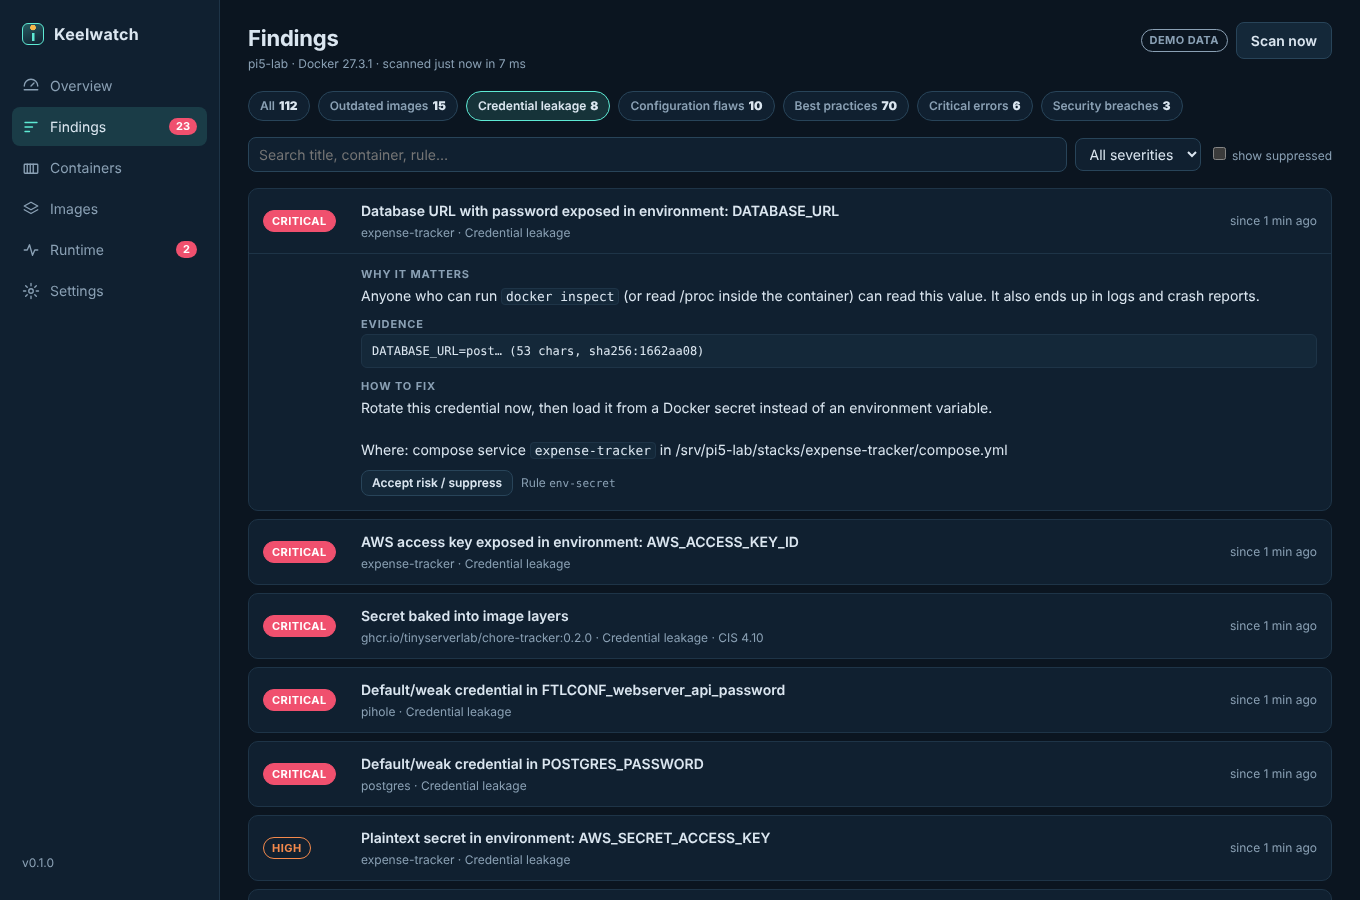 Keelwatch
Overview
Findings 23
Containers
Images
Runtime 2
Settings
v0.1.0
Findings
pi5-lab · Docker 27.3.1 · scanned just now in 7 ms
DEMO DATA
Scan now
All 112
Outdated images 15
Credential leakage 8
Configuration flaws 10
Best practices 70
Critical errors 6
Security breaches 3
Search title, container, rule...
All severities
show suppressed
CRITICAL
Database URL with password exposed in environment: DATABASE_URL
expense-tracker · Credential leakage
since 1 min ago
WHY IT MATTERS
Anyone who can run docker inspect (or read /proc inside the container) can read this value. It also ends up in logs and crash reports.
EVIDENCE
DATABASE_URL=post… (53 chars, sha256:1662aa08)
HOW TO FIX
Rotate this credential now, then load it from a Docker secret instead of an environment variable.
Where: compose service expense-tracker in /srv/pi5-lab/stacks/expense-tracker/compose.yml
Accept risk / suppress
Rule env-secret
CRITICAL
AWS access key exposed in environment: AWS_ACCESS_KEY_ID
expense-tracker · Credential leakage
since 1 min ago
CRITICAL
Secret baked into image layers
ghcr.io/tinyserverlab/chore-tracker:0.2.0 · Credential leakage · CIS 4.10
since 1 min ago
CRITICAL
Default/weak credential in FTLCONF_webserver_api_password
pihole · Credential leakage
since 1 min ago
CRITICAL
Default/weak credential in POSTGRES_PASSWORD
postgres · Credential leakage
since 1 min ago
HIGH
Plaintext secret in environment: AWS_SECRET_ACCESS_KEY
expense-tracker · Credential leakage
since 1 min ago